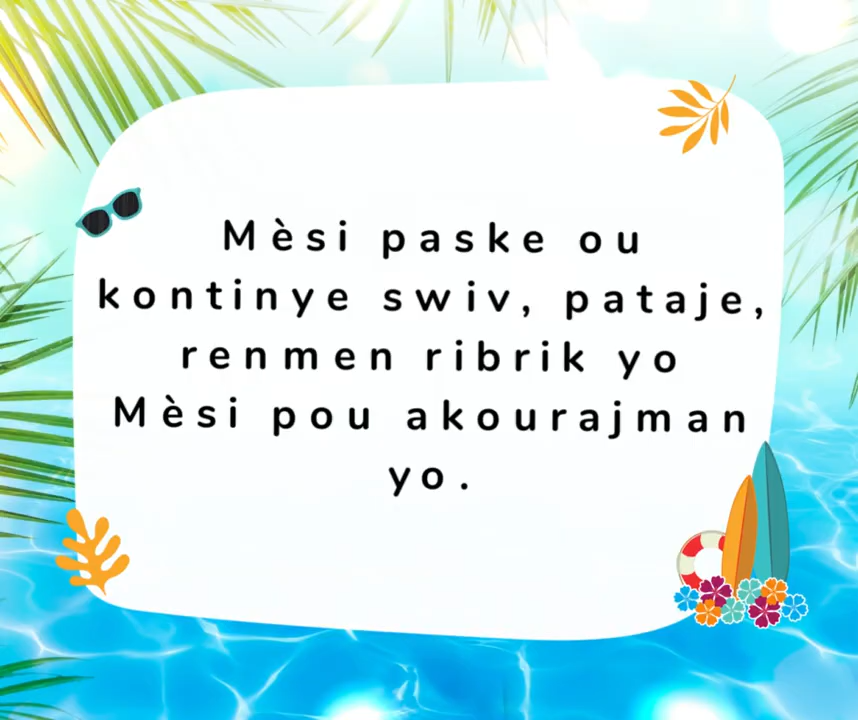 Mèsi paske ou
kontinye swiv, pataje,
renmen ribrik yo
Mèsi pou akourajman
yo.